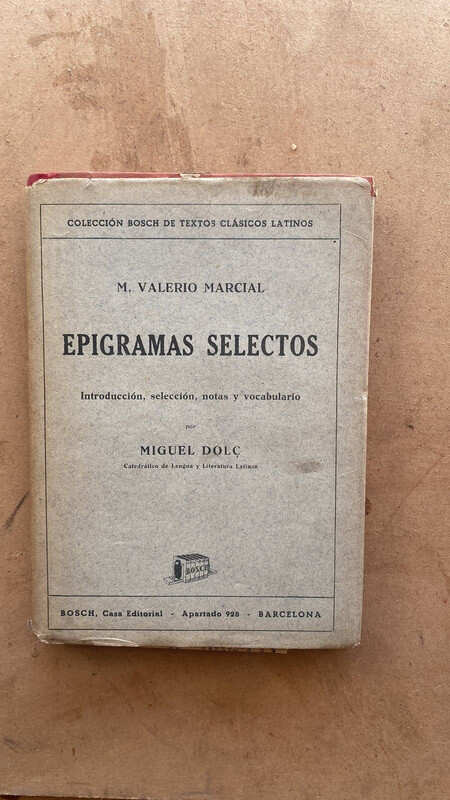 COLECCIÓN BOSCH DE TEXTOS CLÁSICOS LATINOS
M. VALERIO MARCIAL
EPIGRAMAS SELECTOS
Introducción, selección, notas y vocabulario
por
MIGUEL DOLÇ
Catedrático de Lengua y Literatura Latinas
BOSCH
BOSCH, Casa Editorial - Apartado 928 - BARCELONA